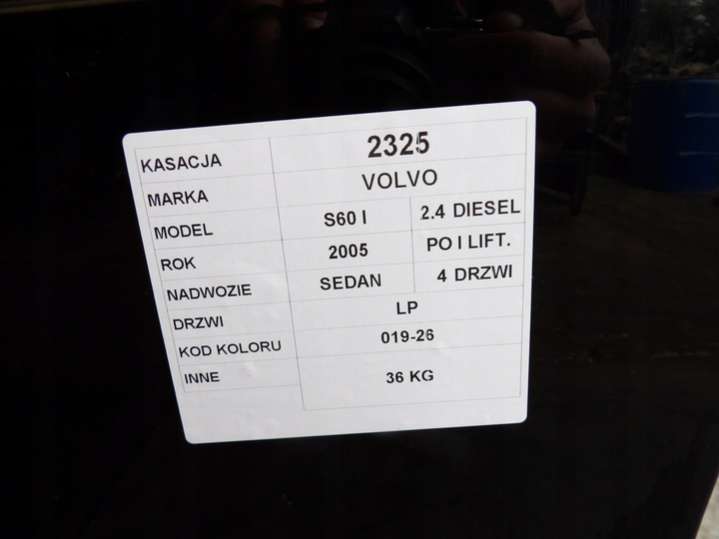 KASACJA 2325
MARKA VOLVO
MODEL S60 I 2.4 DIESEL
ROK 2005 PO I LIFT.
NADWOZIE SEDAN 4 DRZWI
DRZWI LP
KOD KOLORU 019-26
INNE 36 KG